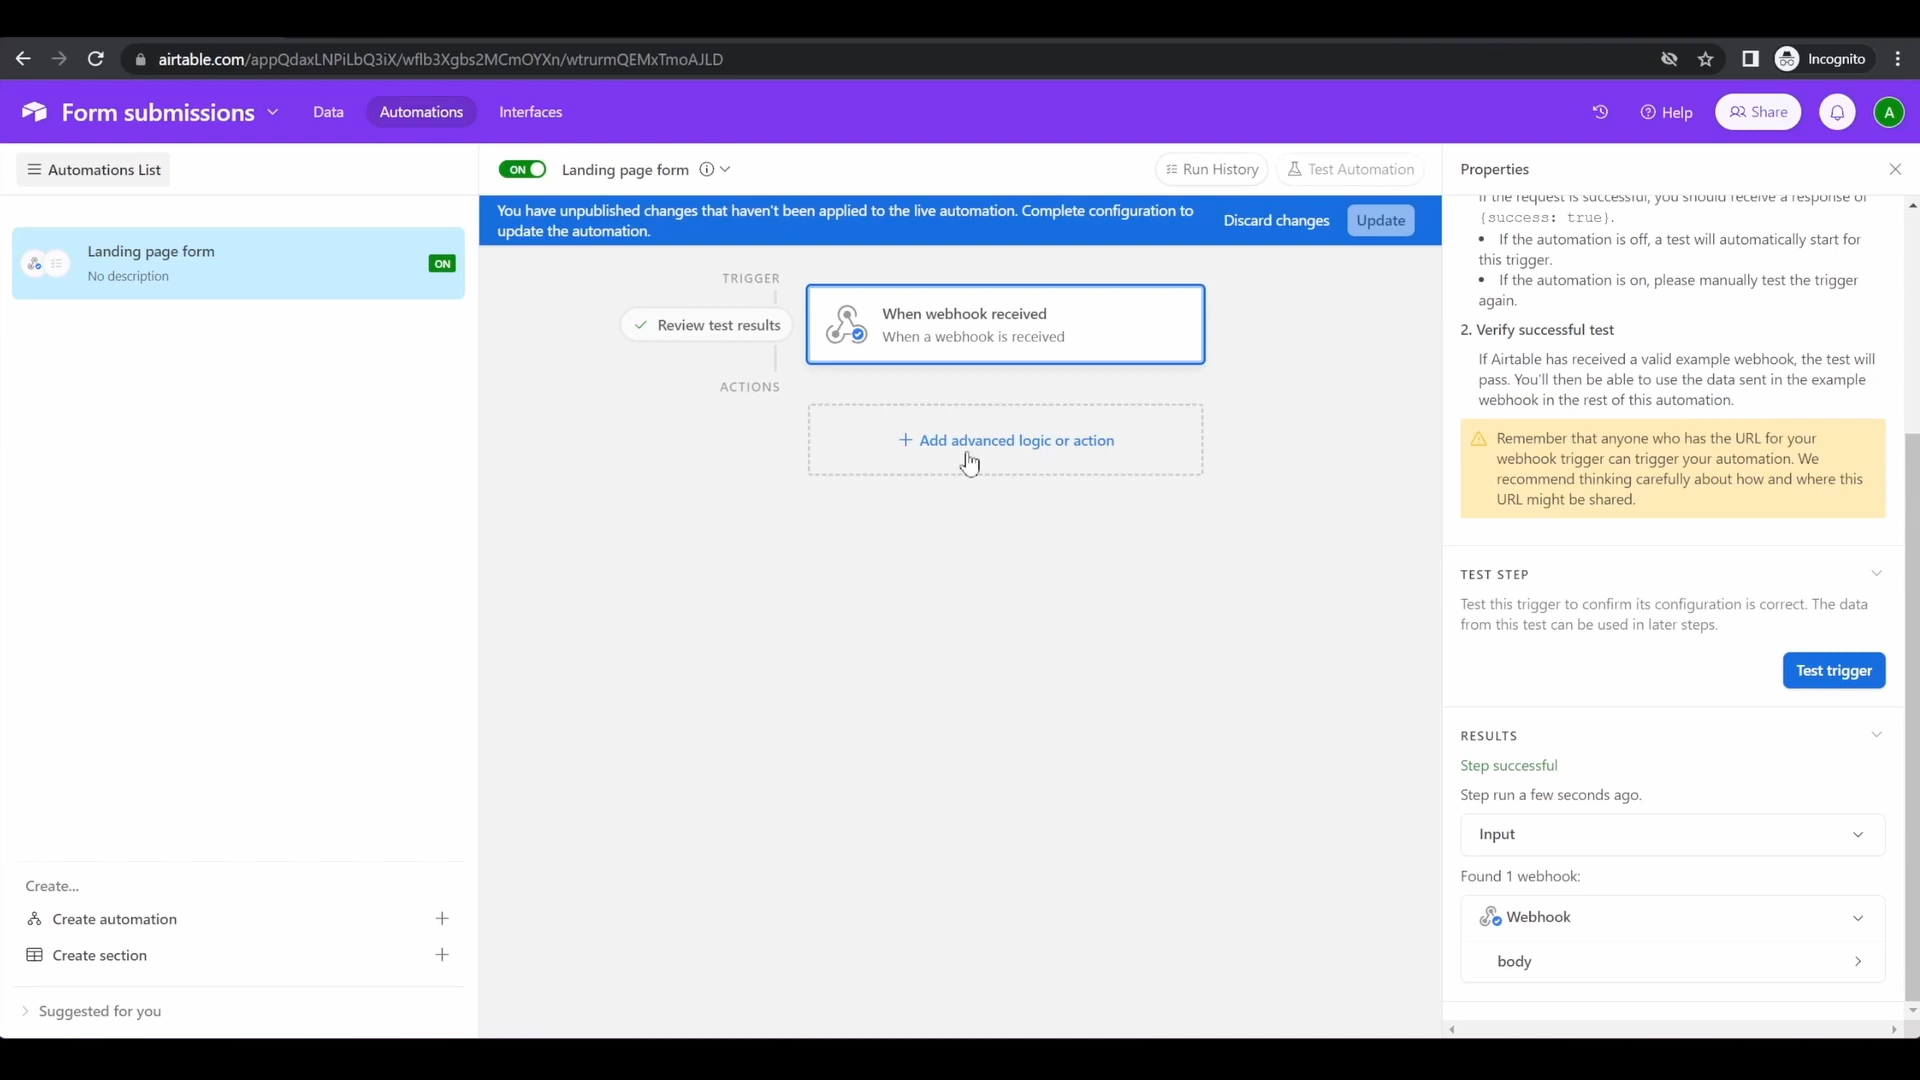 airtable.com/appQdaxLNPiLbQ3iX/wflb3Xgbs2MCmOYXn/wtrurmQEMxTmoAJLD
Incognito
Form submissions
Data
Automations
Interfaces
Help
Share
A
Automations List
ON
Landing page form
Run History
Test Automation
Properties
You have unpublished changes that haven't been applied to the live automation. Complete configuration to
update the automation.
Discard changes
Update
Landing page form
No description
ON
TRIGGER
Review test results
When webhook received
When a webhook is received
ACTIONS
+ Add advanced logic or action
If the request is successful, you should receive a response of
{success: true}.
• If the automation is off, a test will automatically start for
this trigger.
• If the automation is on, please manually test the trigger
again.
2. Verify successful test
If Airtable has received a valid example webhook, the test will
pass. You'll then be able to use the data sent in the example
webhook in the rest of this automation.
Remember that anyone who has the URL for your
webhook trigger can trigger your automation. We
recommend thinking carefully about how and where this
URL might be shared.
TEST STEP
Test this trigger to confirm its configuration is correct. The data
from this test can be used in later steps.
Test trigger
RESULTS
Step successful
Step run a few seconds ago.
Input
Found 1 webhook:
Webhook
body
Create...
Create automation
Create section
Suggested for you